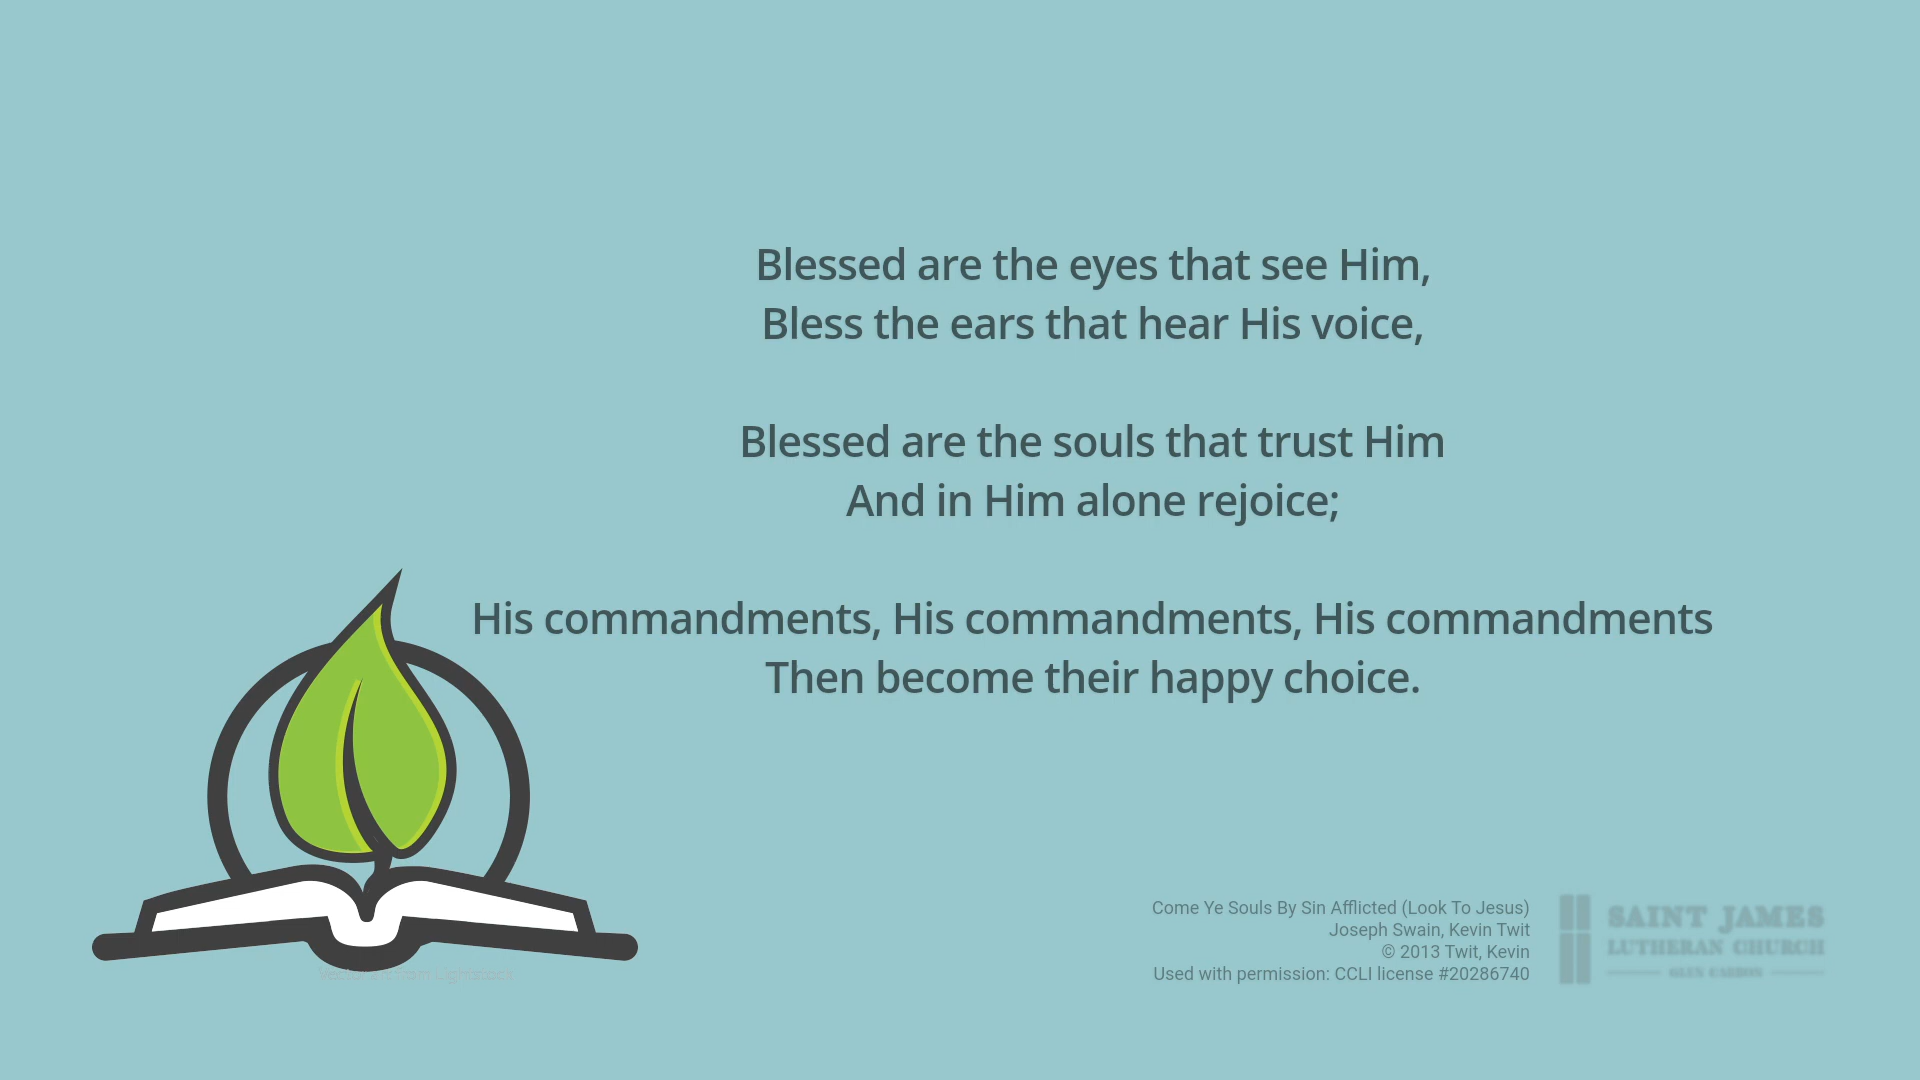 Blessed are the eyes that see Him,
Bless the ears that hear His voice,
Blessed are the souls that trust Him
And in Him alone rejoice;
His commandments, His commandments, His commandments
Then become their happy choice.
Come Ye Souls By Sin Afflicted (Look To Jesus)
Joseph Swain, Kevin Twit
© 2013 Twit, Kevin
Used with permission: CCLI license #20286740
SAINT JAMES
LUTHERAN CHURCH
GLEN CARBON